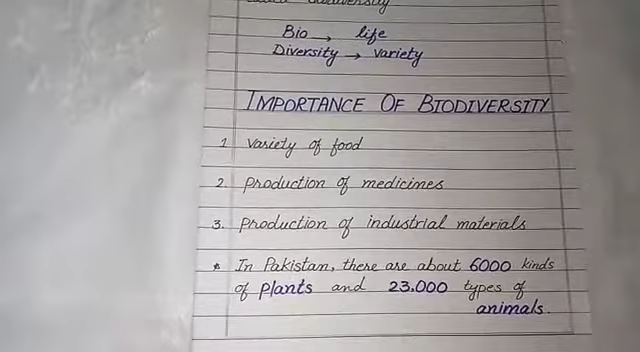 Biodiversity
Bio → life
Diversity → variety
IMPORTANCE OF BIODIVERSITY
1 variety of food
2. production of medicines
3. production of industrial materials
* In Pakistan, there are about 6000 kinds
of plants and 23.000 types of
animals.